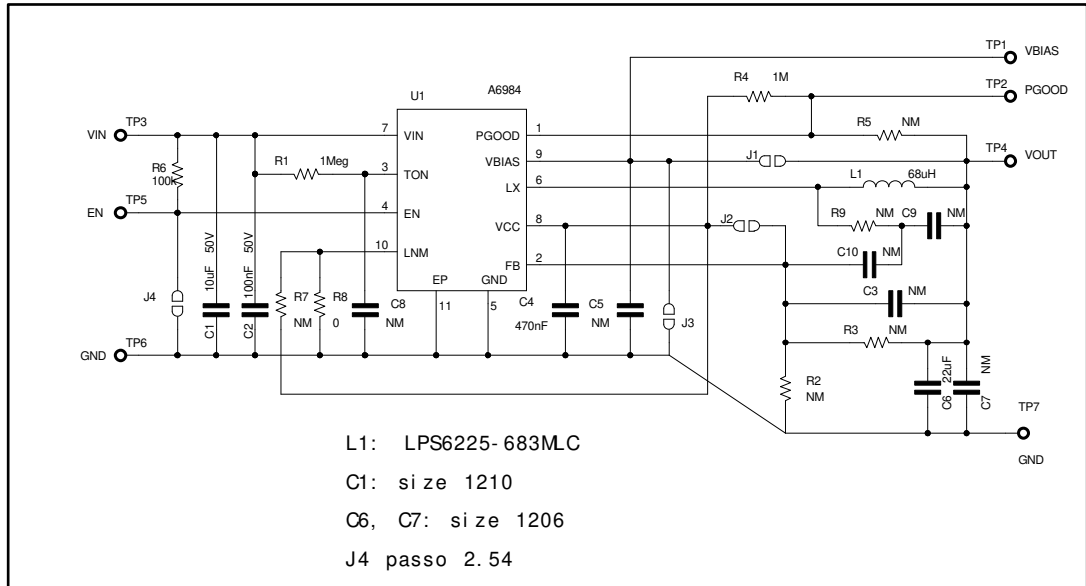 TP1
VBIAS
R4
1M
TP2
PGOOD
U1
A6984
VIN
TP3
7
VIN
PGOOD
1
R5
NM
R6
100k
R1
1Meg
3
TON
VBIAS
9
J1
TP4
VOUT
LX
6
L1
68uH
EN
TP5
4
EN
VCC
8
J2
R9
NM
C9
NM
10
LNM
FB
2
C10
NM
EP
GND
11
5
J4
10uF 50V
C1
100nF 50V
C2
R7
NM
R8
0
C8
NM
C4
470nF
C5
NM
J3
C3
NM
R3
NM
GND
TP6
R2
NM
22uF
C6
NM
C7
TP7
GND
L1: LPS6225-683MLC
C1: size 1210
C6, C7: size 1206
J4 passo 2.54